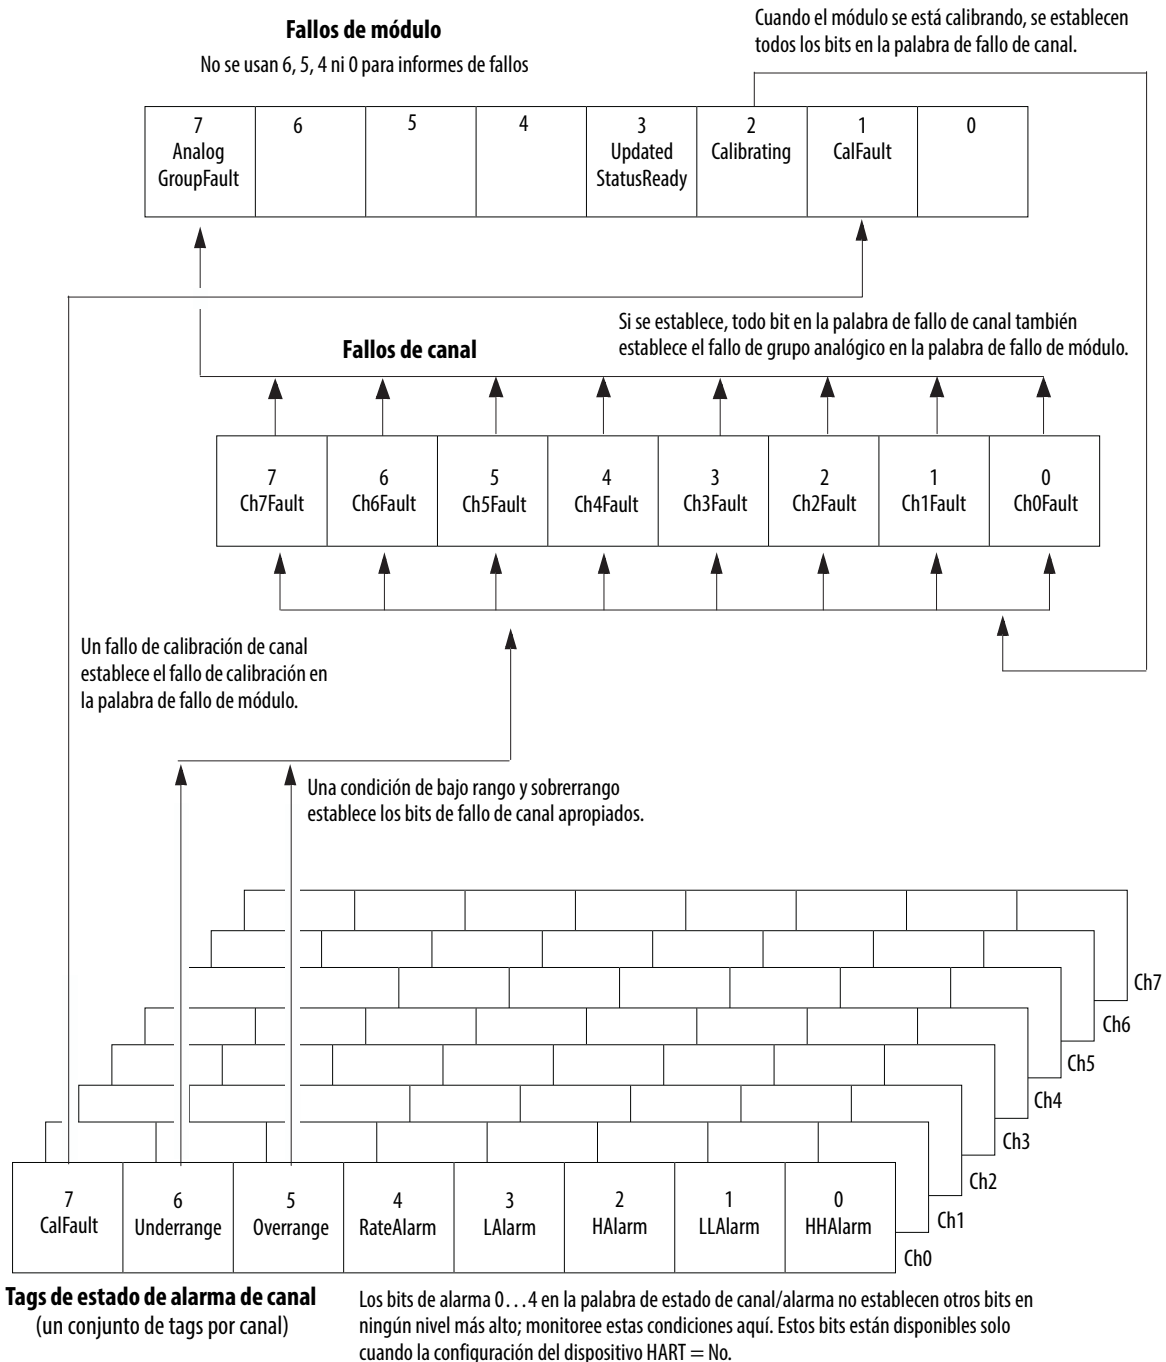 Fallos de módulo
No se usan 6, 5, 4 ni 0 para informes de fallos
Cuando el módulo se está calibrando, se establecen
todos los bits en la palabra de fallo de canal.
7 6 5 4 3 2 1 0
Analog Updated Calibrating CalFault
GroupFault StatusReady
Si se establece, todo bit en la palabra de fallo de canal también
establece el fallo de grupo analógico en la palabra de fallo de módulo.
Fallos de canal
7 6 5 4 3 2 1 0
Ch7Fault Ch6Fault Ch5Fault Ch4Fault Ch3Fault Ch2Fault Ch1Fault Ch0Fault
Un fallo de calibración de canal
establece el fallo de calibración en
la palabra de fallo de módulo.
Una condición de bajo rango y sobrerrango
establece los bits de fallo de canal apropiados.
Ch7
Ch6
Ch5
Ch4
Ch3
Ch2
Ch1
Ch0
7 6 5 4 3 2 1 0
CalFault Underrange Overrange RateAlarm LAlarm HAlarm LLAlarm HHAlarm
Tags de estado de alarma de canal
(un conjunto de tags por canal)
Los bits de alarma 0…4 en la palabra de estado de canal/alarma no establecen otros bits en
ningún nivel más alto; monitoree estas condiciones aquí. Estos bits están disponibles solo
cuando la configuración del dispositivo HART = No.